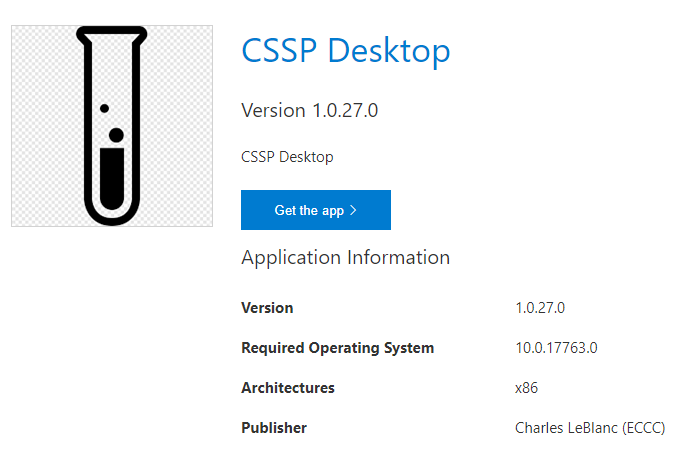 CSSP Desktop
Version 1.0.27.0
CSSP Desktop
Get the app >
Application Information
Version 1.0.27.0
Required Operating System 10.0.17763.0
Architectures x86
Publisher Charles LeBlanc (ECCC)